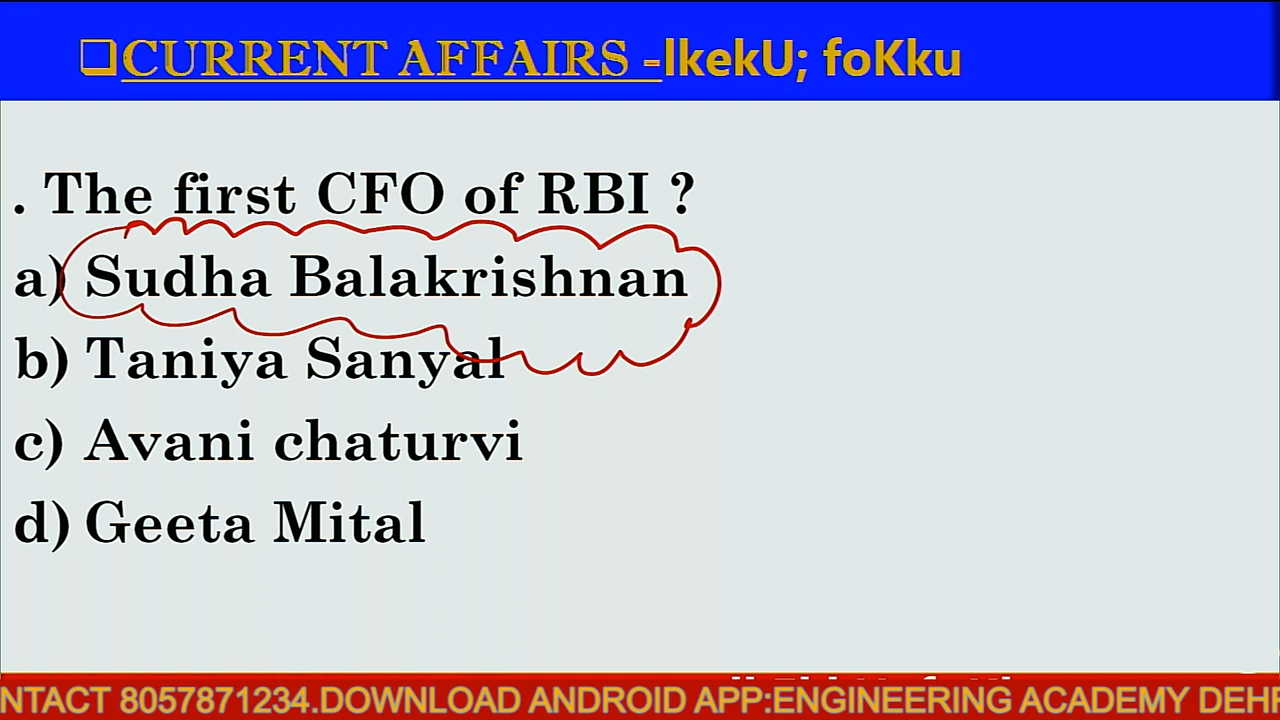 ❑CURRENT AFFAIRS -lkekU; foKku
. The first CFO of RBI ?
a) Sudha Balakrishnan
b) Taniya Sanyal
c) Avani chaturvi
d) Geeta Mital
NTACT 8057871234.DOWNLOAD ANDROID APP:ENGINEERING ACADEMY DEHR